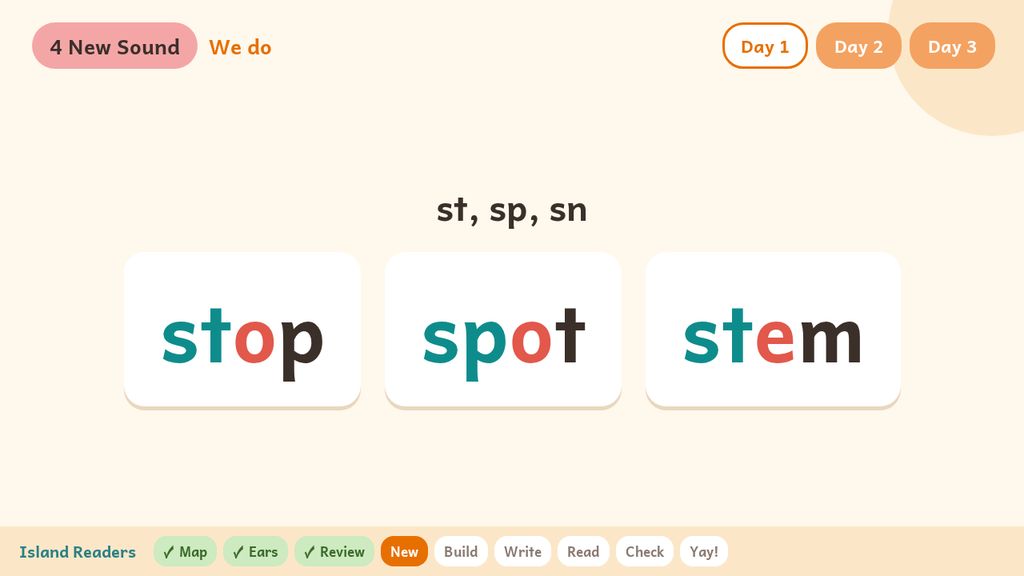 4 New Sound We do Day 1 Day 2 Day 3
st, sp, sn
stop spot stem
Island Readers ✓ Map ✓ Ears ✓ Review New Build Write Read Check Yay!